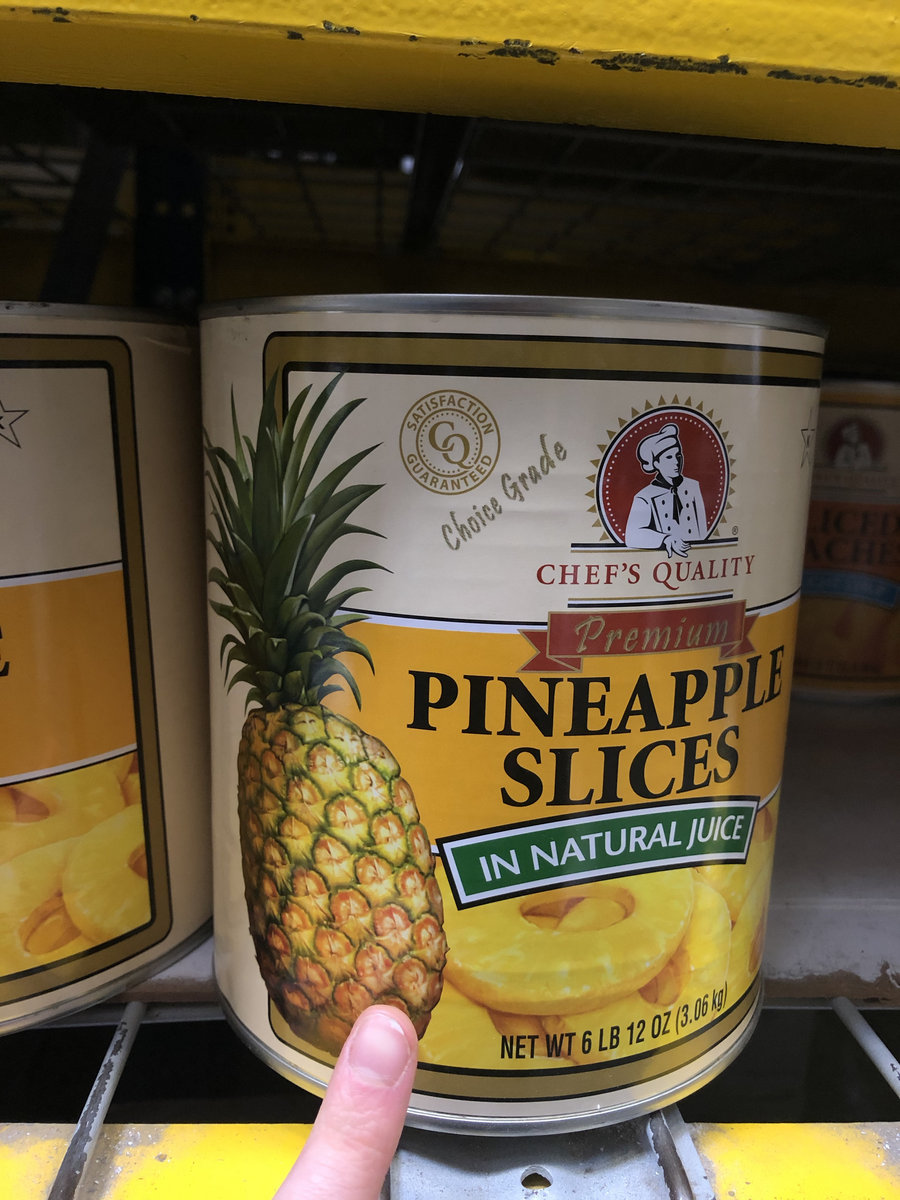 SATISFACTION
CQ
GUARANTEED
Choice Grade
®
CHEF'S QUALITY
Premium
PINEAPPLE
SLICES
IN NATURAL JUICE
NET WT 6 LB 12 OZ (3.06 kg)